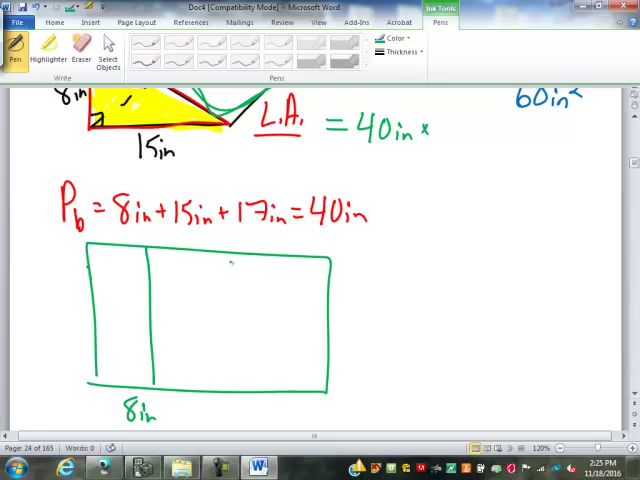 Doc4 [Compatibility Mode] - Microsoft Word
Ink Tools
File Home Insert Page Layout References Mailings Review View Add-Ins Acrobat Pens
Pen Highlighter Eraser Select Objects
Color
Thickness
Write
Pens
8in
60in²
L.A. = 40in ×
15in
P_b = 8in + 15in + 17in = 40in
8in
Page: 24 of 165 Words: 0 120%
2:25 PM
11/18/2016